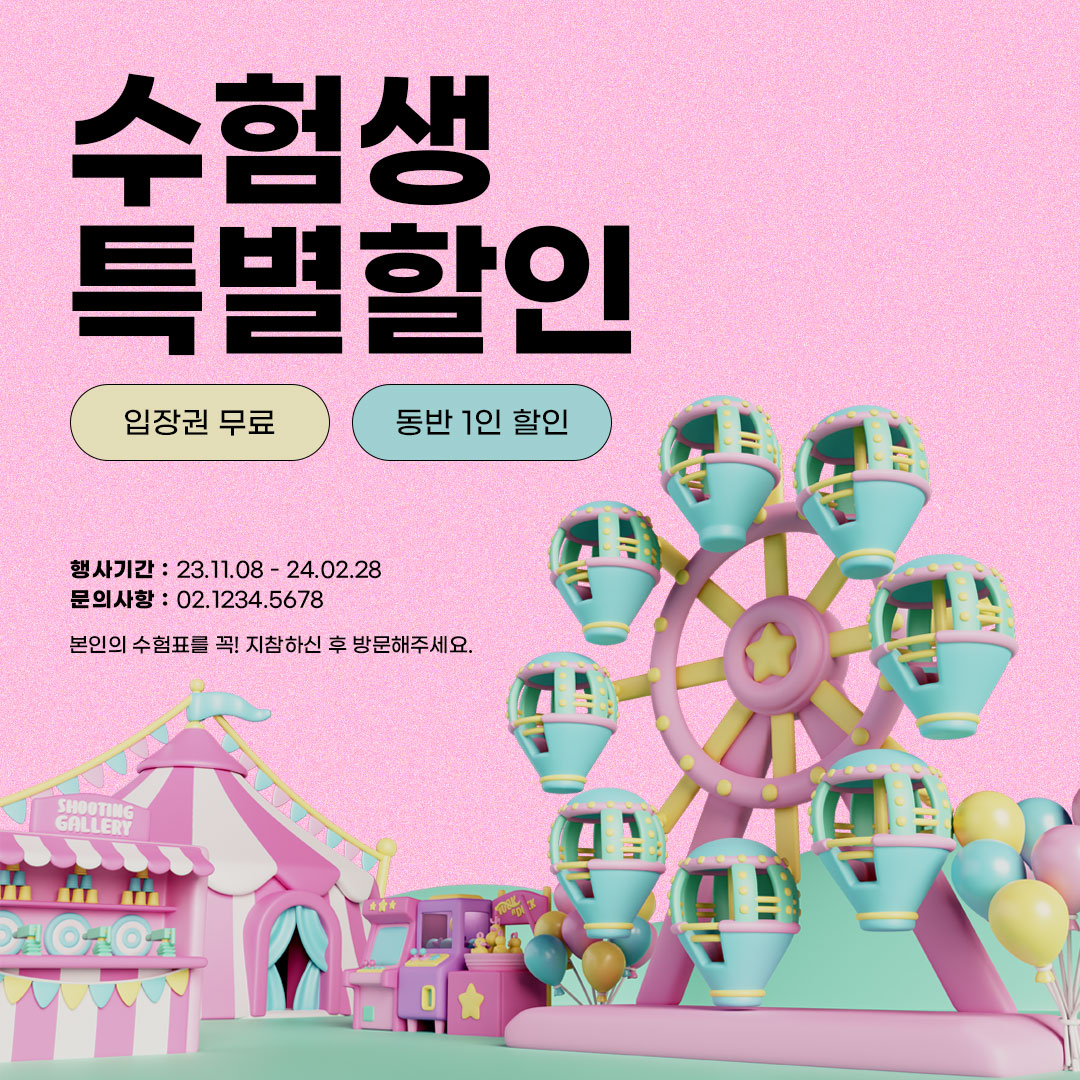 수험생
특별할인
입장권 무료
동반 1인 할인
행사기간 : 23.11.08 - 24.02.28
문의사항 : 02.1234.5678
본인의 수험표를 꼭! 지참하신 후 방문해주세요.
SHOOTING
GALLERY